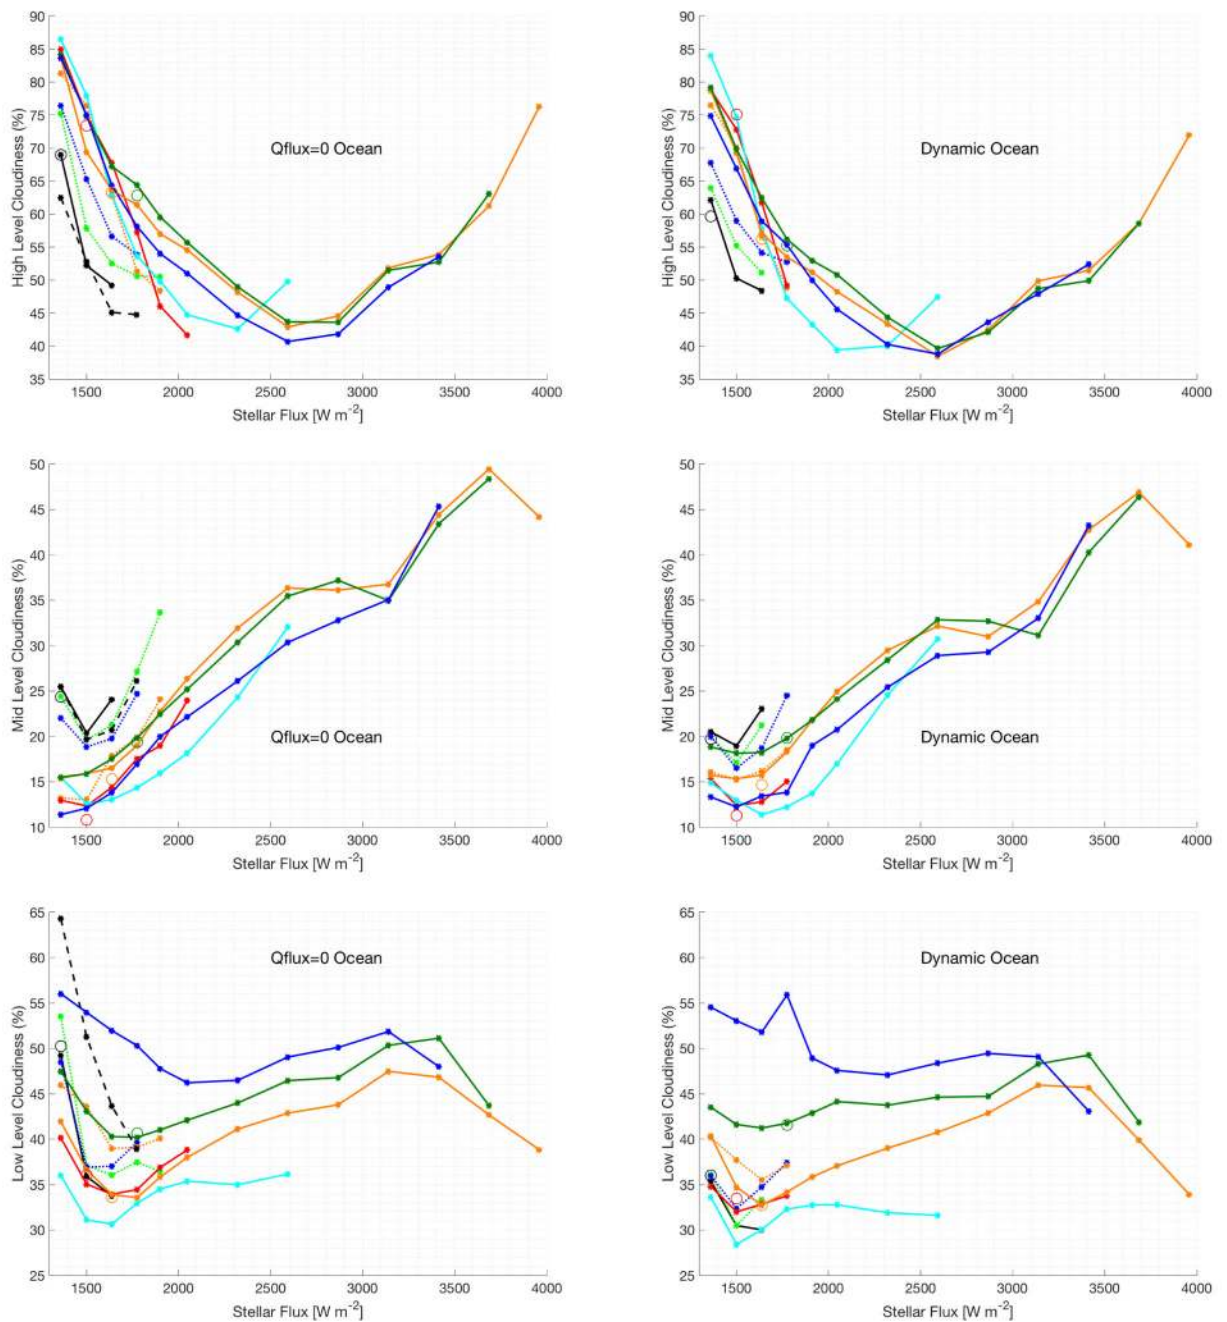 90
85
80
75
70
65
60
55
50
45
40
35
High Level Cloudiness (%)
Qflux=0 Ocean
1500 2000 2500 3000 3500 4000
Stellar Flux [W m-2]
90
85
80
75
70
65
60
55
50
45
40
35
High Level Cloudiness (%)
Dynamic Ocean
1500 2000 2500 3000 3500 4000
Stellar Flux [W m-2]
50
45
40
35
30
25
20
15
10
Mid Level Cloudiness (%)
Qflux=0 Ocean
1500 2000 2500 3000 3500 4000
Stellar Flux [W m-2]
50
45
40
35
30
25
20
15
10
Mid Level Cloudiness (%)
Dynamic Ocean
1500 2000 2500 3000 3500 4000
Stellar Flux [W m-2]
65
60
55
50
45
40
35
30
25
Low Level Cloudiness (%)
Qflux=0 Ocean
1500 2000 2500 3000 3500 4000
Stellar Flux [W m-2]
65
60
55
50
45
40
35
30
25
Low Level Cloudiness (%)
Dynamic Ocean
1500 2000 2500 3000 3500 4000
Stellar Flux [W m-2]